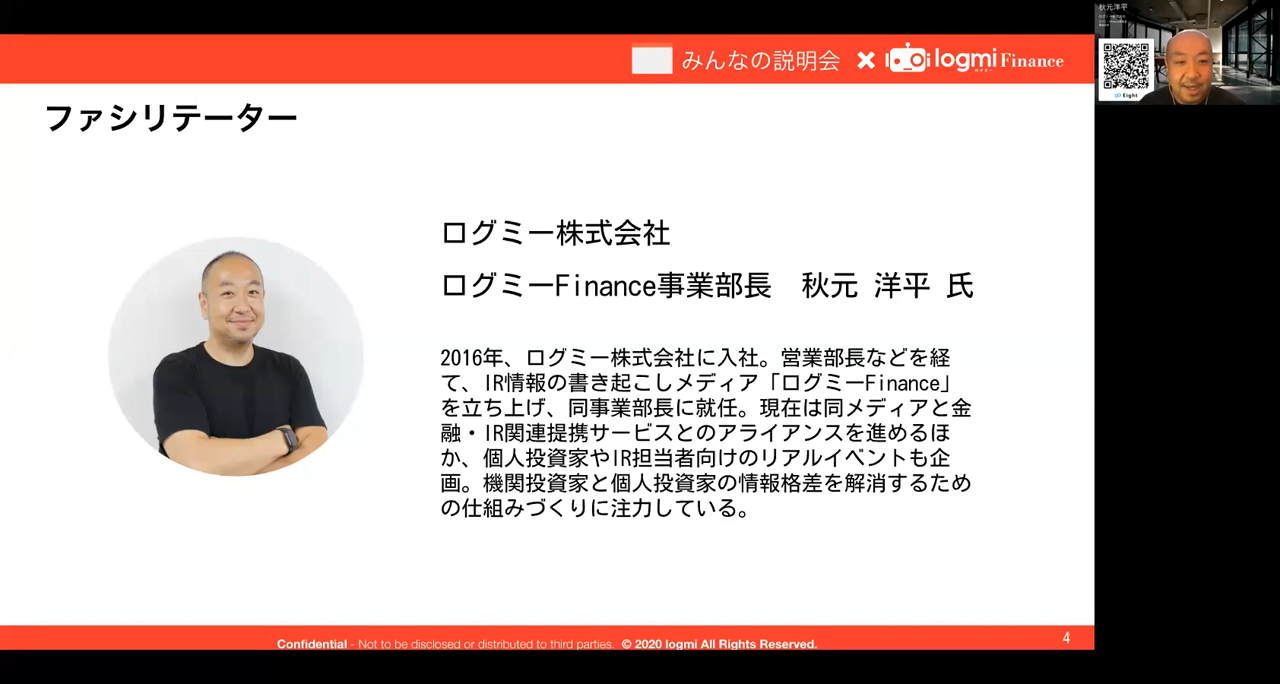 みんなの説明会 × logmi Finance
ログミー
秋元洋平
Eight
ファシリテーター
ログミー株式会社
ログミーFinance事業部長 秋元 洋平 氏
2016年、ログミー株式会社に入社。営業部長などを経
て、IR情報の書き起こしメディア「ログミーFinance」
を立ち上げ、同事業部長に就任。現在は同メディアと金
融・IR関連提携サービスとのアライアンスを進めるほ
か、個人投資家やIR担当者向けのリアルイベントも企
画。機関投資家と個人投資家の情報格差を解消するため
の仕組みづくりに注力している。
Confidential - Not to be disclosed or distributed to third parties. © 2020 logmi All Rights Reserved.
4